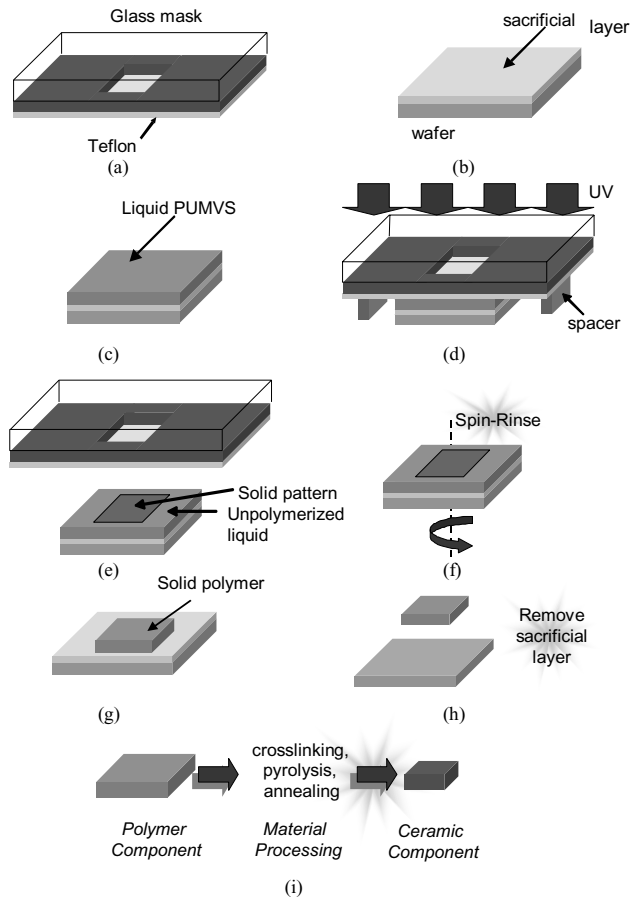 Glass mask
Teflon
(a)
sacrificial layer
wafer
(b)
Liquid PUMVS
(c)
UV
spacer
(d)
Solid pattern
Unpolymerized
liquid
(e)
Spin-Rinse
(f)
Solid polymer
(g)
Remove
sacrificial
layer
(h)
crosslinking,
pyrolysis,
annealing
Polymer
Component
Material
Processing
Ceramic
Component
(i)